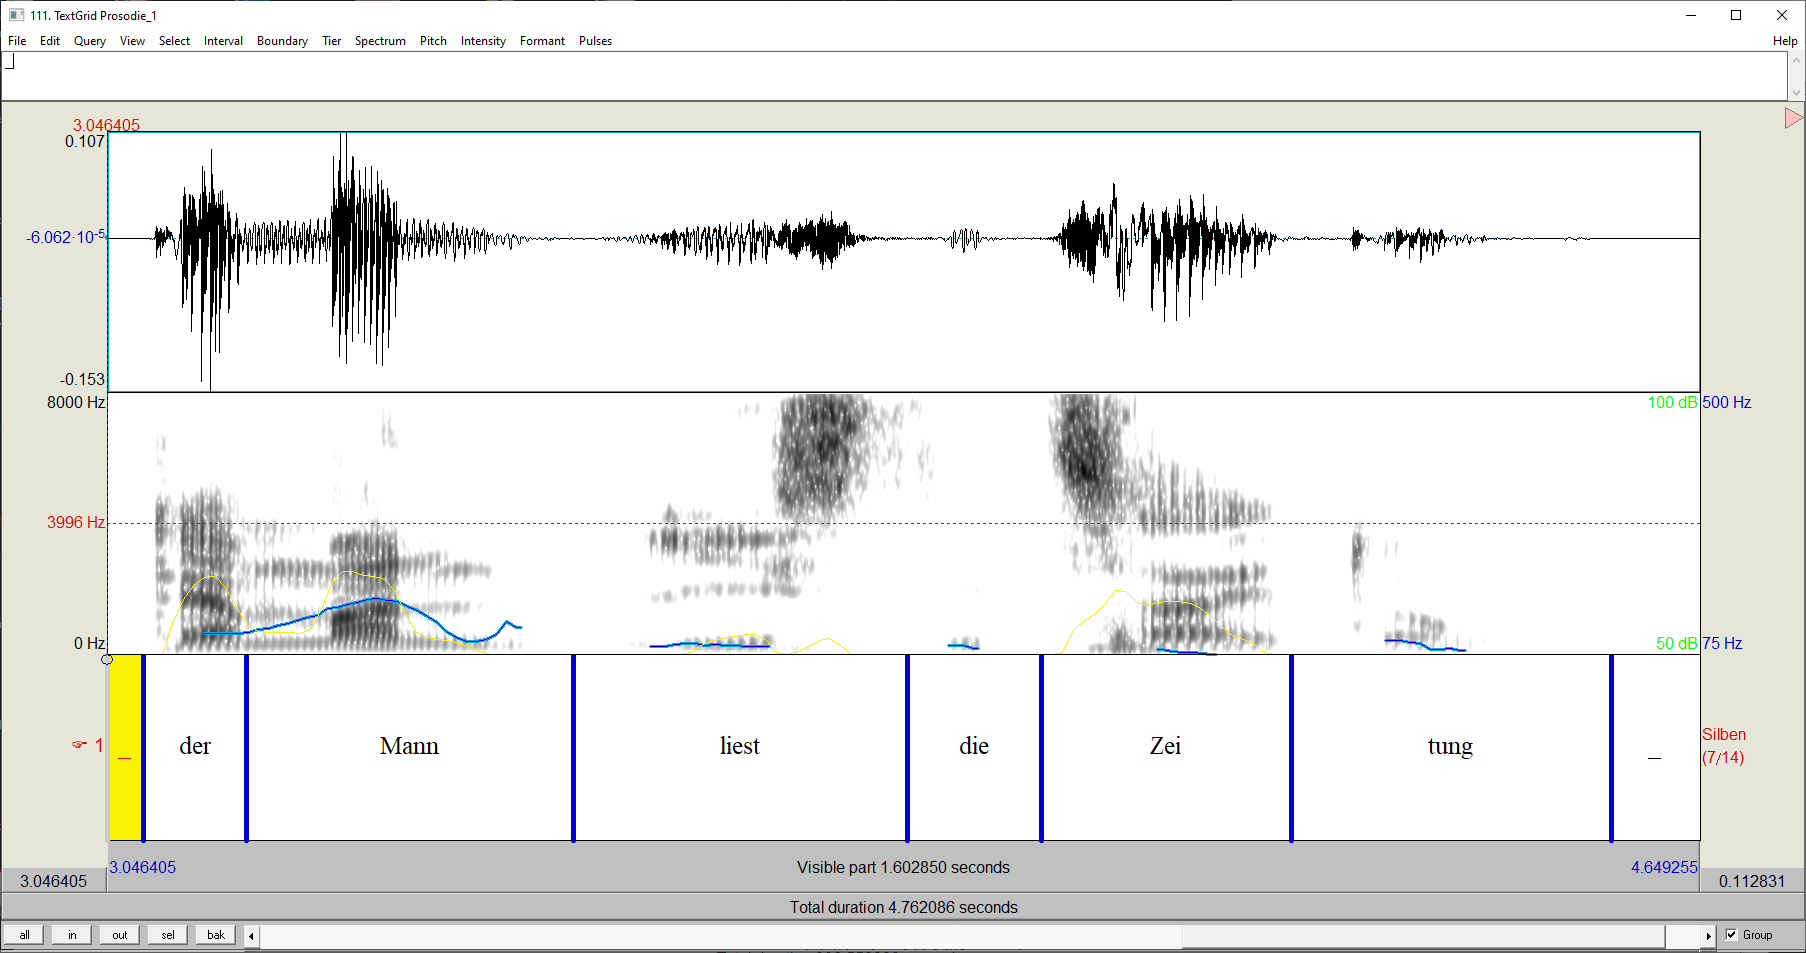 111. TextGrid Prosodie_1
File Edit Query View Select Interval Boundary Tier Spectrum Pitch Intensity Formant Pulses Help
3.046405
0.107
-6.062·10-5
-0.153
8000 Hz 100 dB 500 Hz
3996 Hz
0 Hz 50 dB 75 Hz
☞ 1 _ der Mann liest die Zei tung _ Silben
(7/14)
3.046405 Visible part 1.602850 seconds 4.649255
3.046405 0.112831
Total duration 4.762086 seconds
all in out sel bak Group